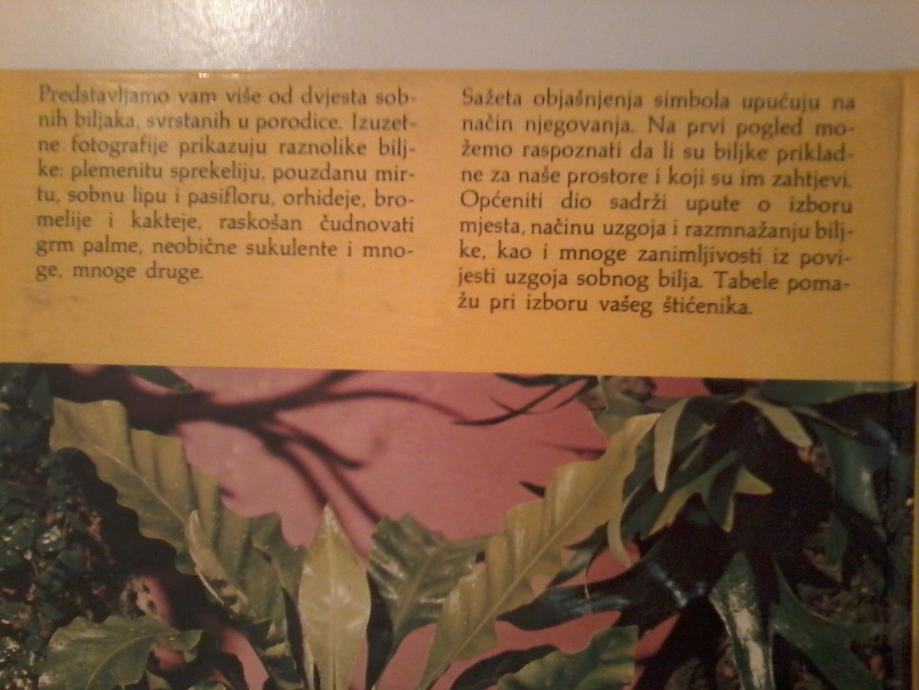 Predstavljamo vam više od dvjesta sob-
nih biljaka, svrstanih u porodice. Izuzet-
ne fotografije prikazuju raznolike bilj-
ke: plemenitu sprekeliju, pouzdanu mir-
tu, sobnu lipu i pasifloru, orhideje, bro-
melije i kakteje, raskošan čudnovati
grm palme, neobične sukulente i mno-
ge, mnoge druge.
Sažeta objašnjenja simbola upućuju na
način njegovanja. Na prvi pogled mo-
žemo raspoznati da li su biljke priklad-
ne za naše prostore i koji su im zahtjevi.
Općeniti dio sadrži upute o izboru
mjesta, načinu uzgoja i razmnažanju bilj-
ke, kao i mnoge zanimljivosti iz povi-
jesti uzgoja sobnog bilja. Tabele poma-
žu pri izboru vašeg štićenika.